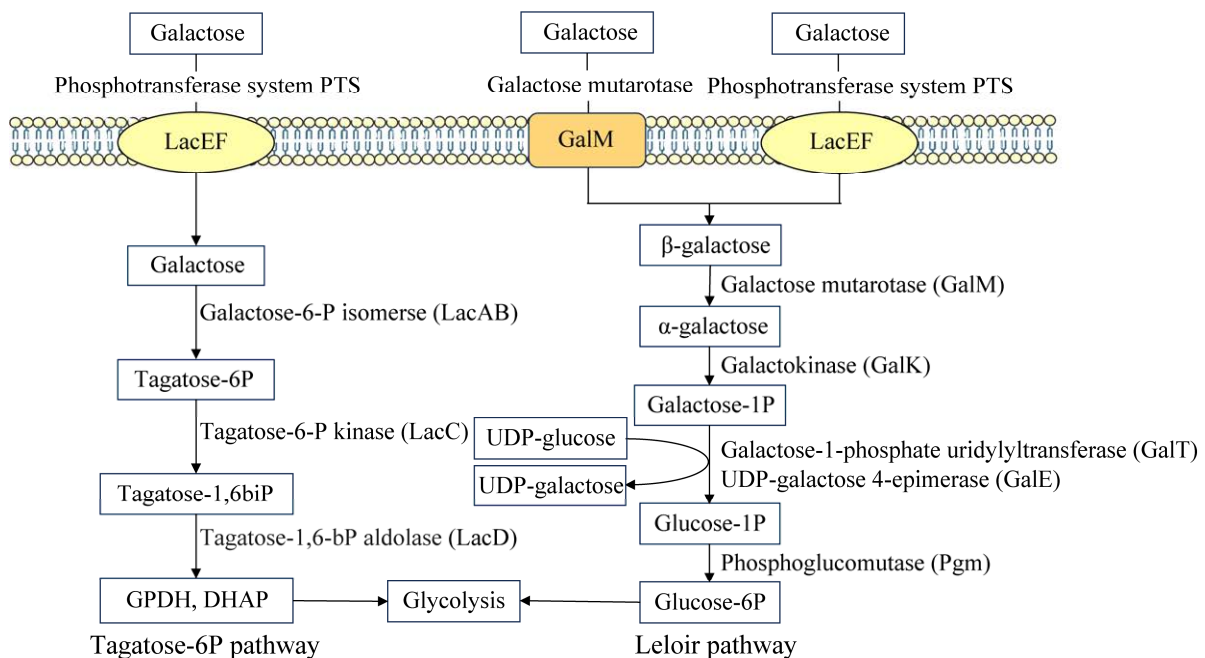 Galactose
Galactose
Galactose
Phosphotransferase system PTS
Galactose mutarotase
Phosphotransferase system PTS
LacEF
GalM
LacEF
Galactose
Galactose-6-P isomerse (LacAB)
Tagatose-6P
Tagatose-6-P kinase (LacC)
Tagatose-1,6biP
Tagatose-1,6-bP aldolase (LacD)
GPDH, DHAP
Tagatose-6P pathway
Glycolysis
β-galactose
Galactose mutarotase (GalM)
α-galactose
Galactokinase (GalK)
Galactose-1P
UDP-glucose
UDP-galactose
Galactose-1-phosphate uridylyltransferase (GalT)
UDP-galactose 4-epimerase (GalE)
Glucose-1P
Phosphoglucomutase (Pgm)
Glucose-6P
Leloir pathway